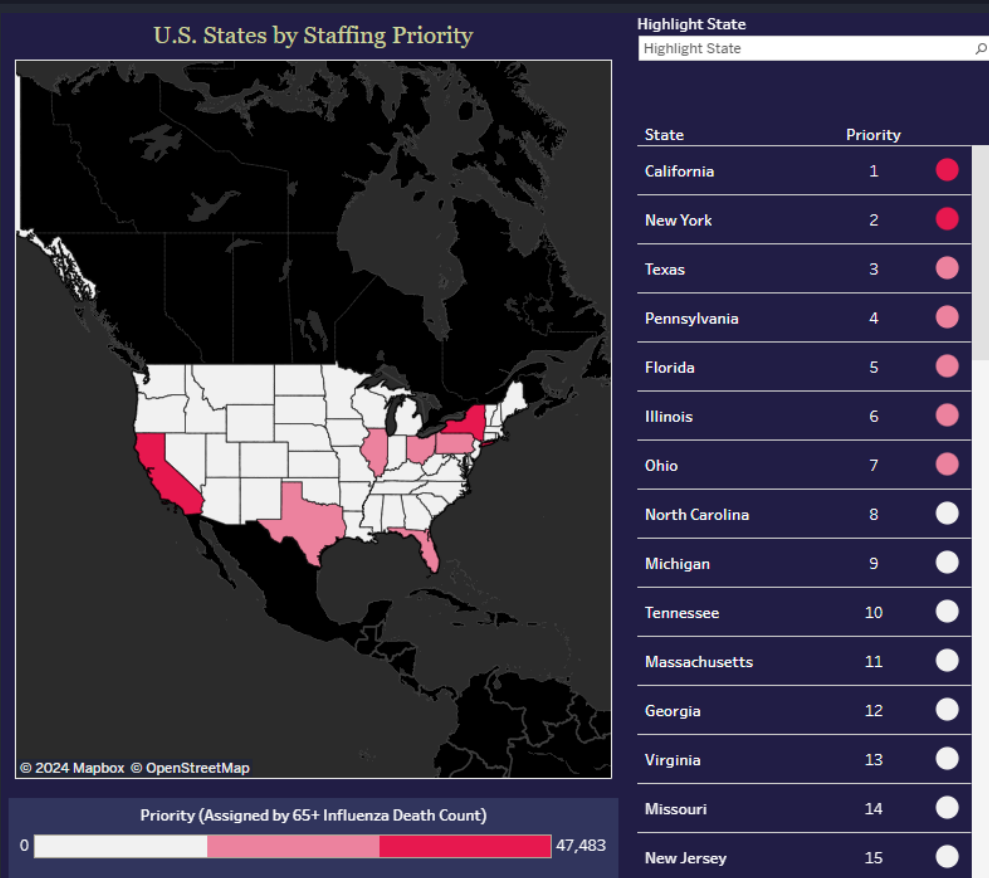 U.S. States by Staffing Priority
© 2024 Mapbox © OpenStreetMap
Priority (Assigned by 65+ Influenza Death Count)
0 47,483
Highlight State
Highlight State
State Priority
California 1
New York 2
Texas 3
Pennsylvania 4
Florida 5
Illinois 6
Ohio 7
North Carolina 8
Michigan 9
Tennessee 10
Massachusetts 11
Georgia 12
Virginia 13
Missouri 14
New Jersey 15